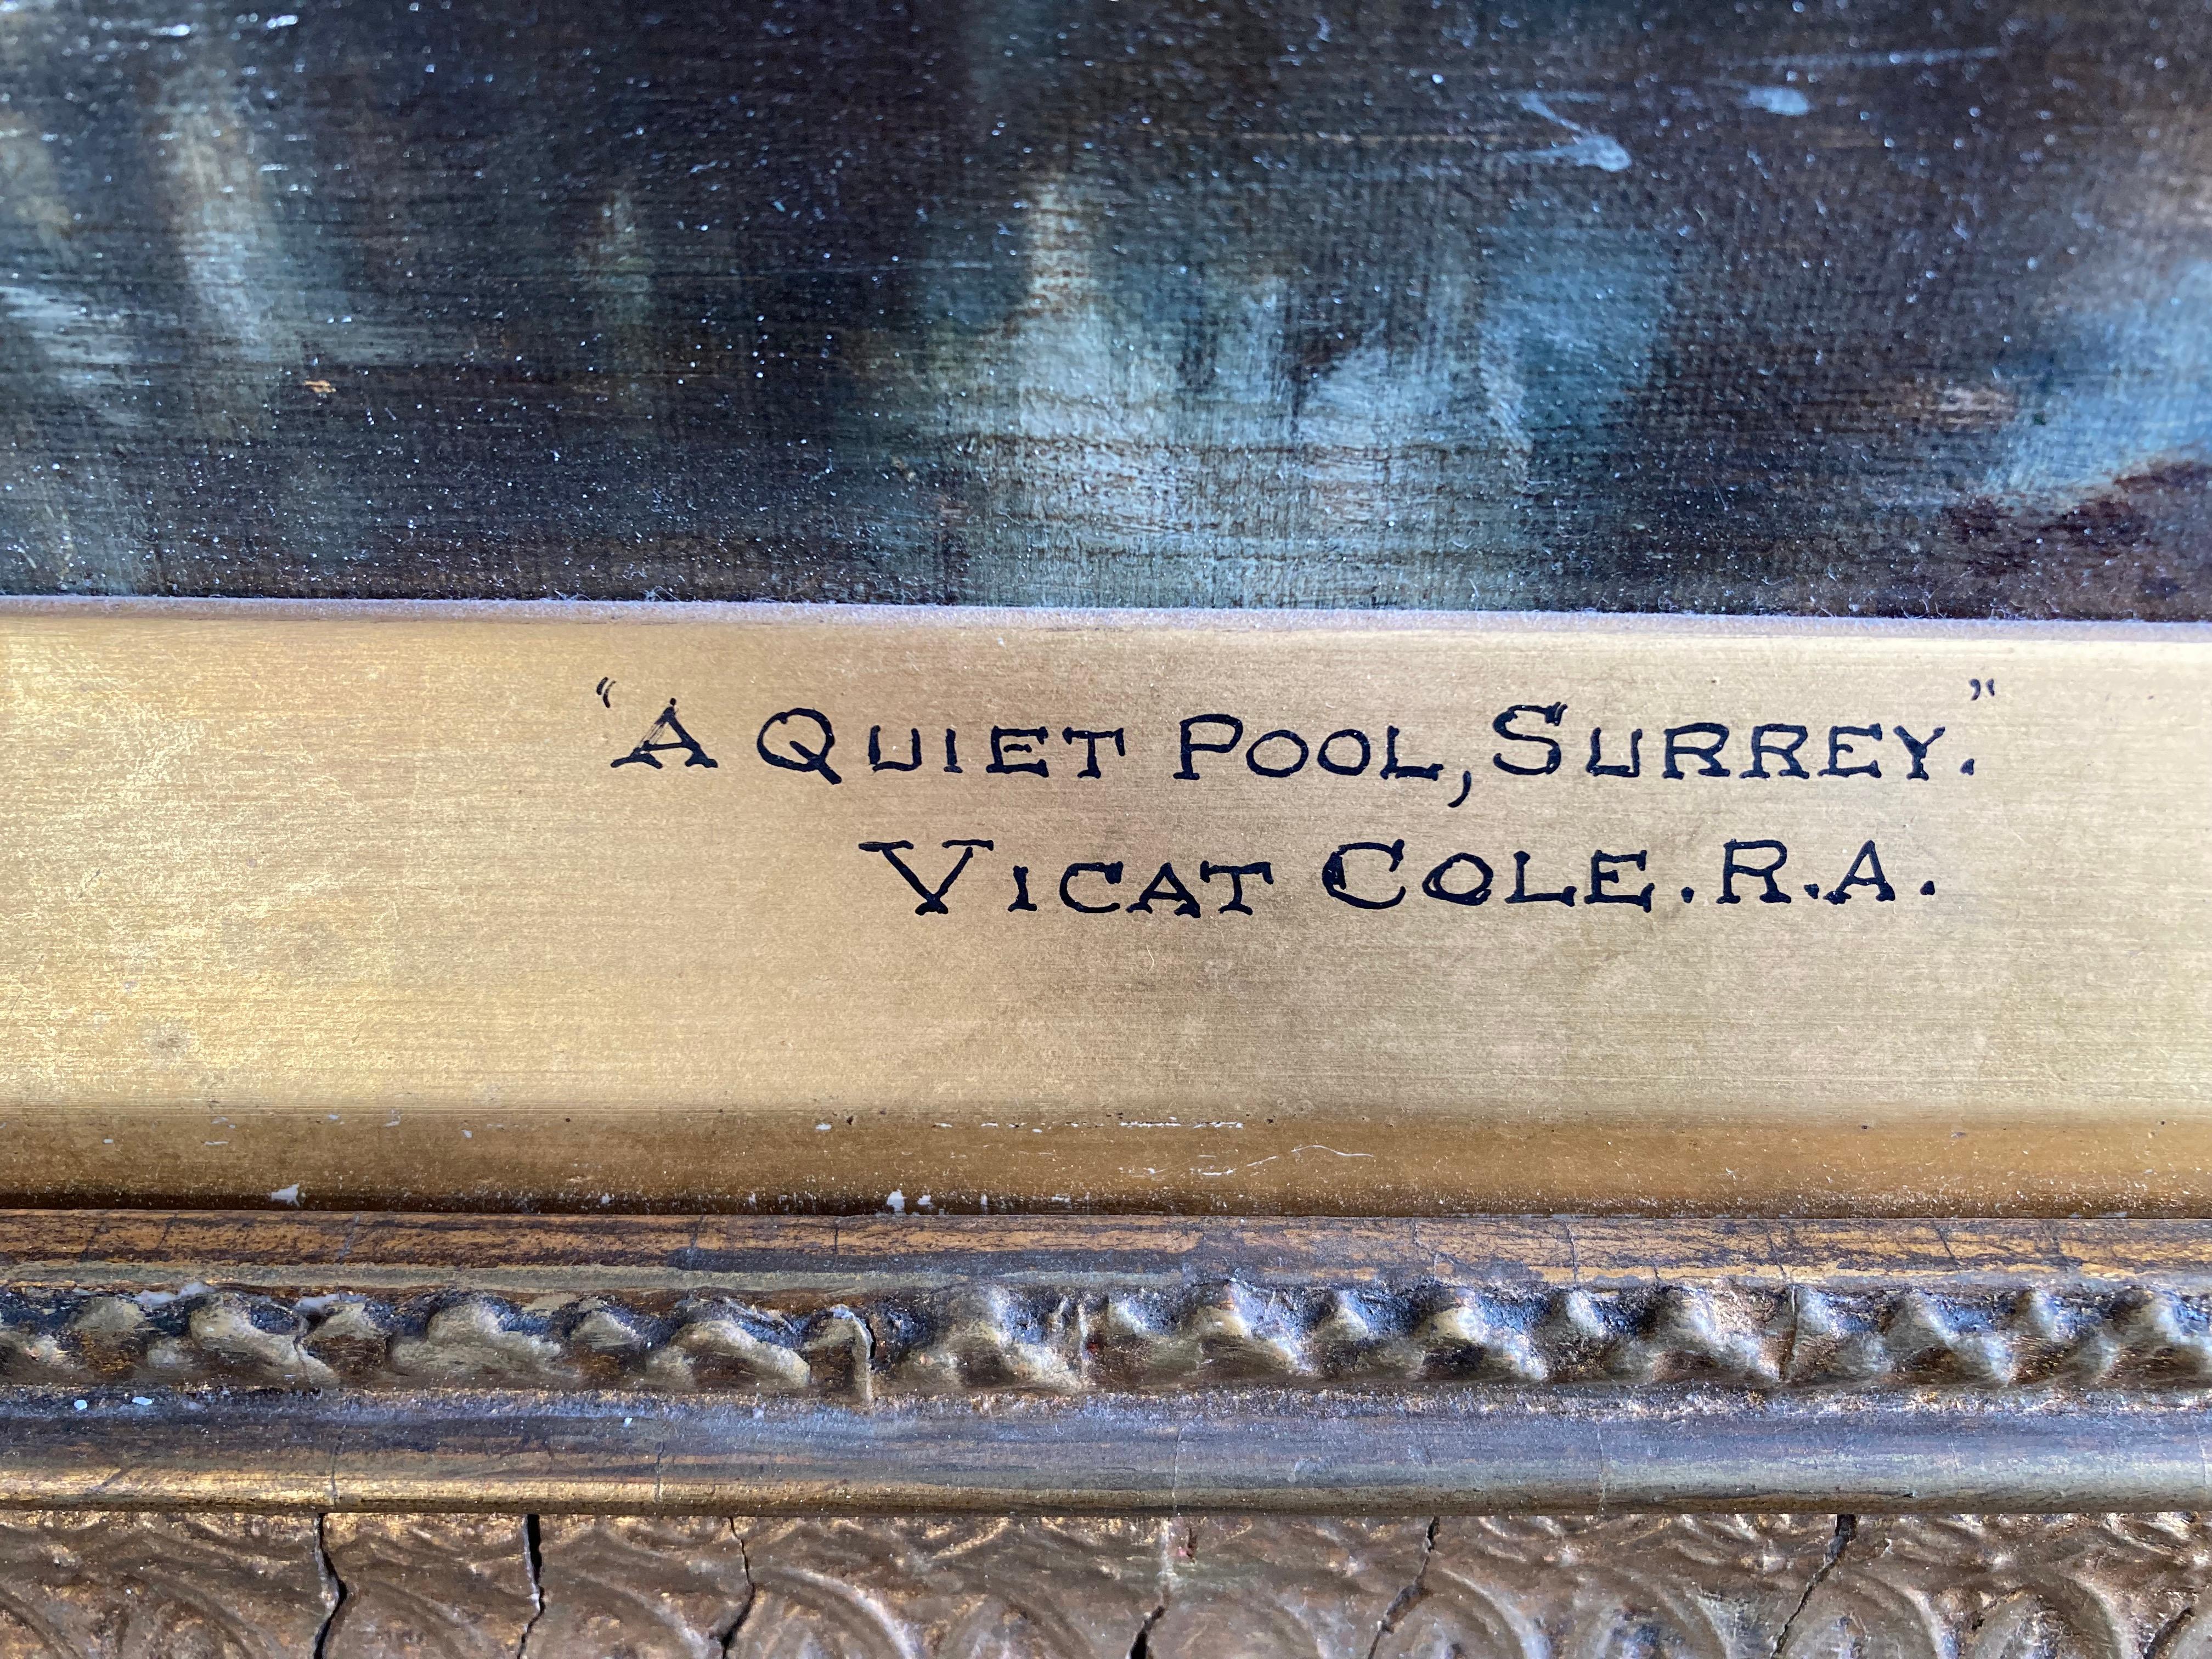 “A QUIET POOL, SURREY.”
VICAT COLE. R.A.